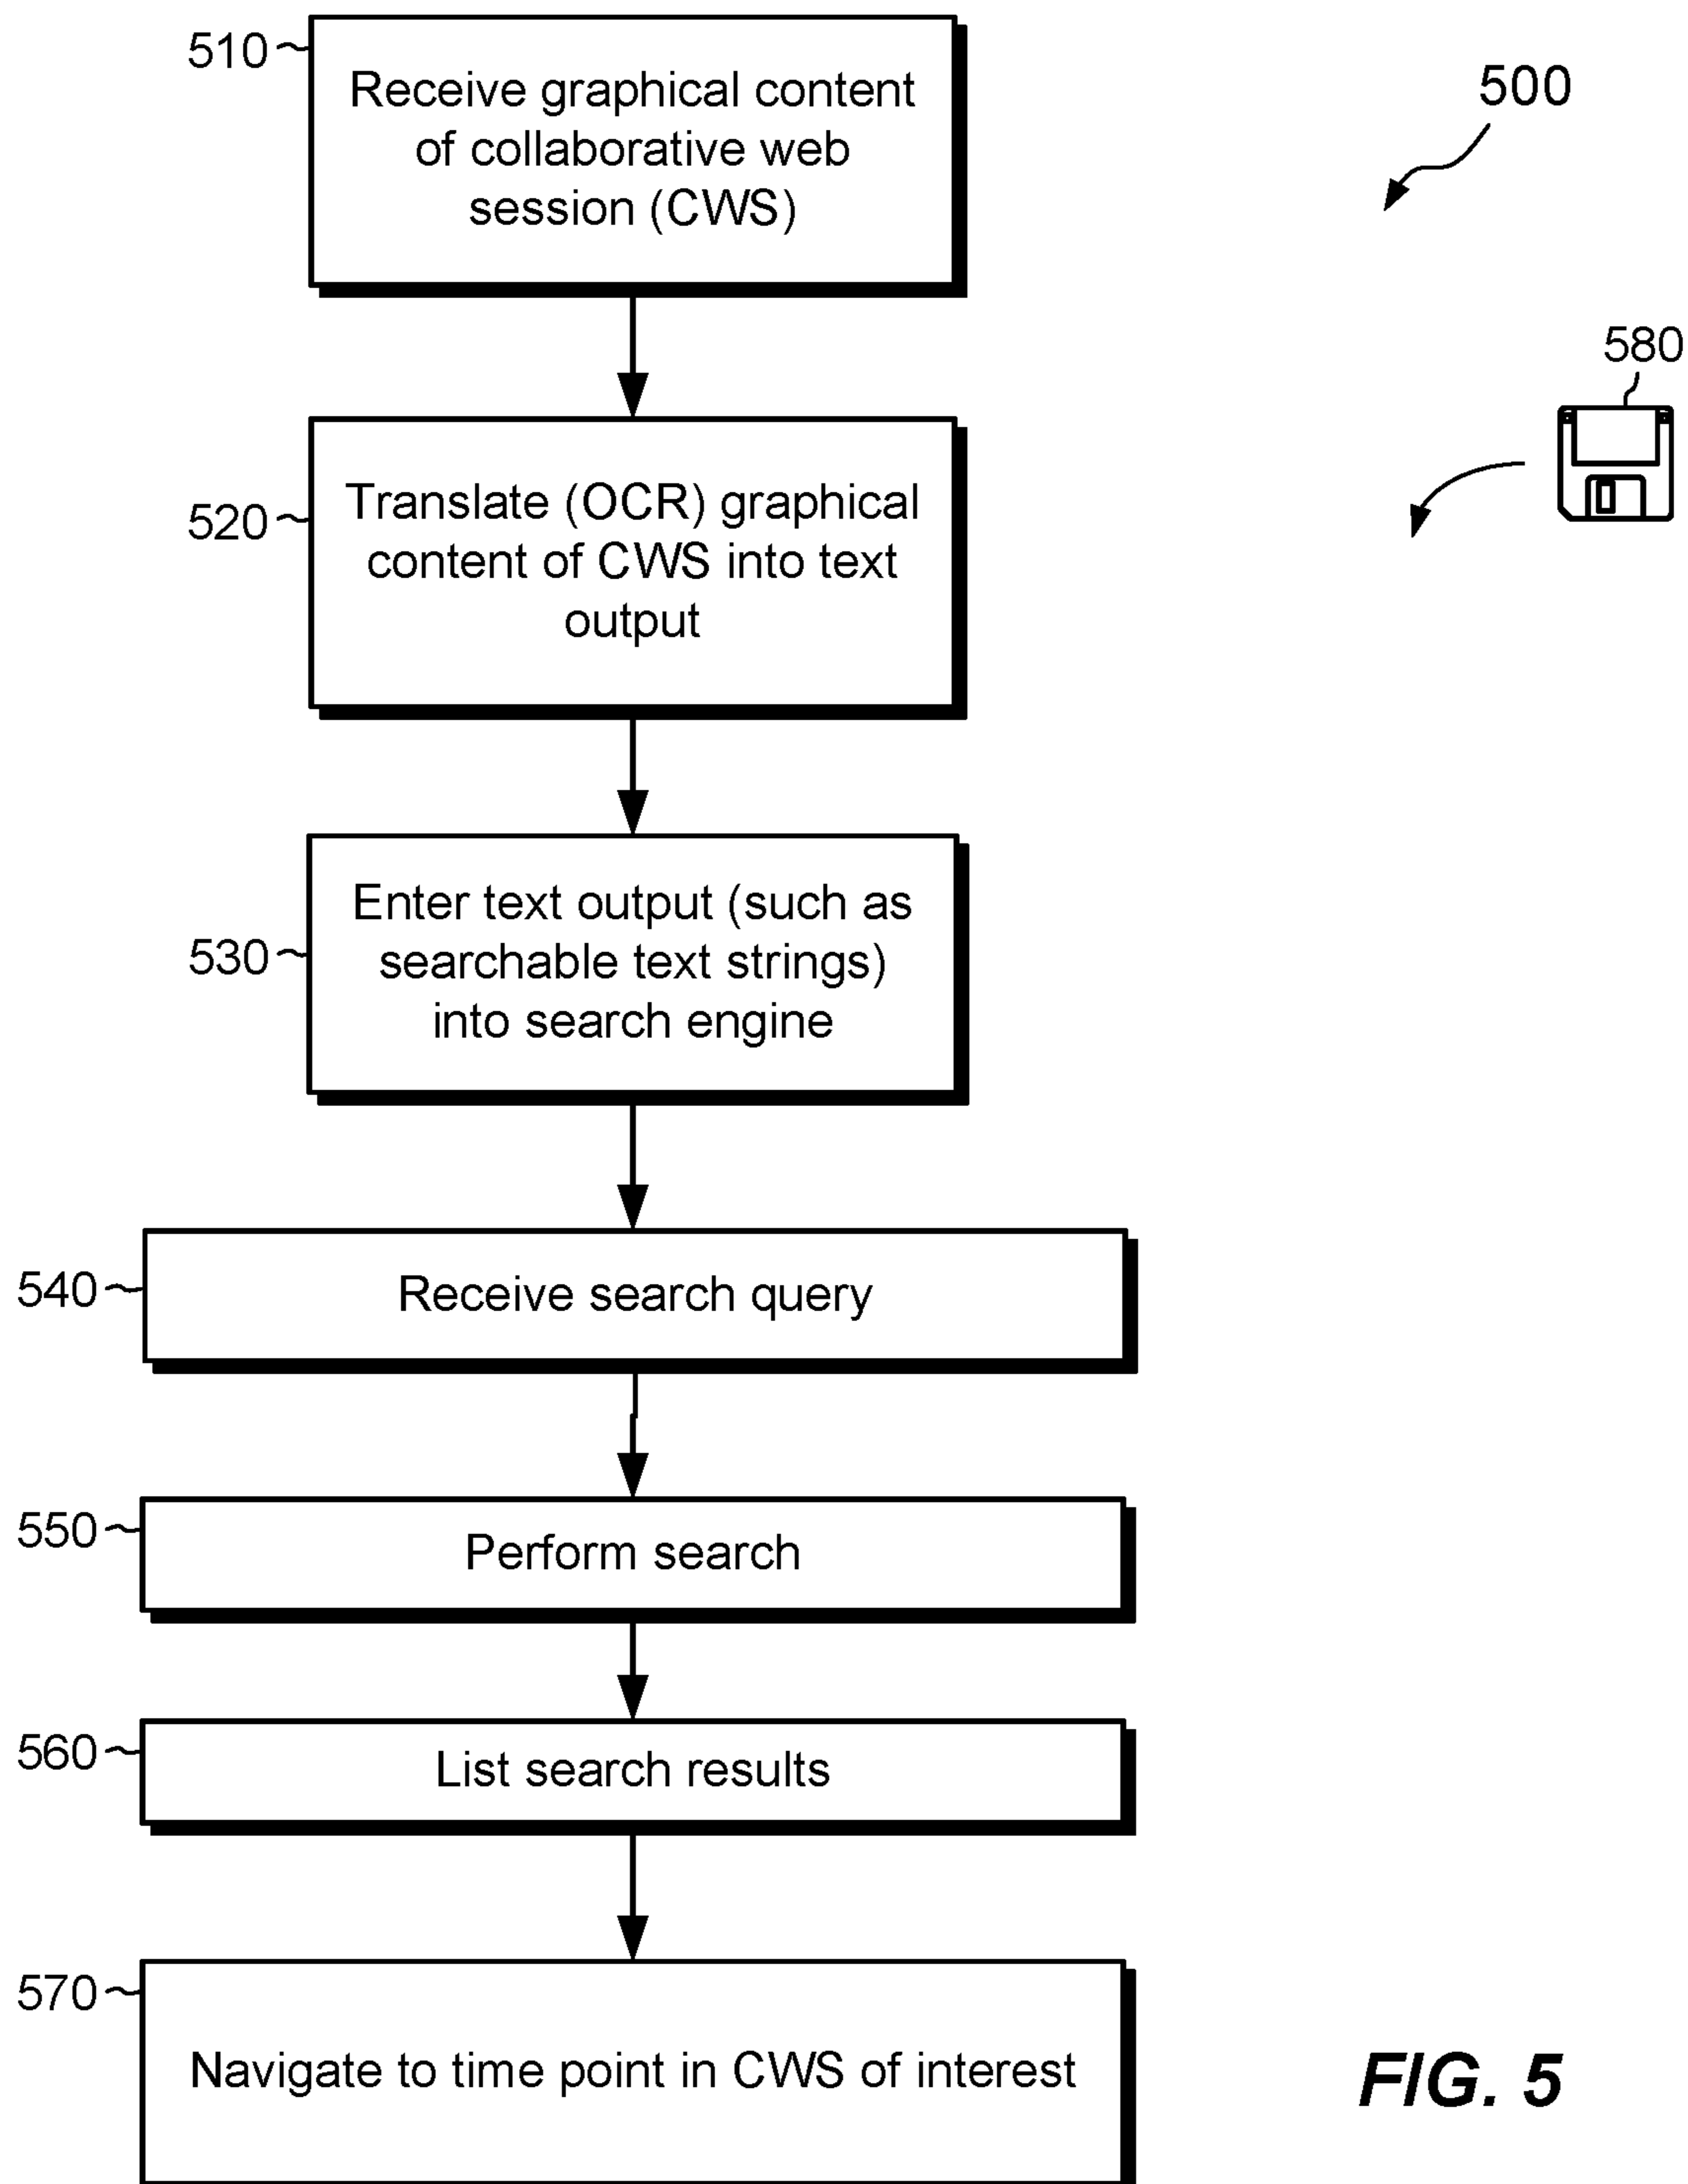 510
Receive graphical content
of collaborative web
session (CWS)
500
580
520
Translate (OCR) graphical
content of CWS into text
output
530
Enter text output (such as
searchable text strings)
into search engine
540
Receive search query
550
Perform search
560
List search results
570
Navigate to time point in CWS of interest
FIG. 5